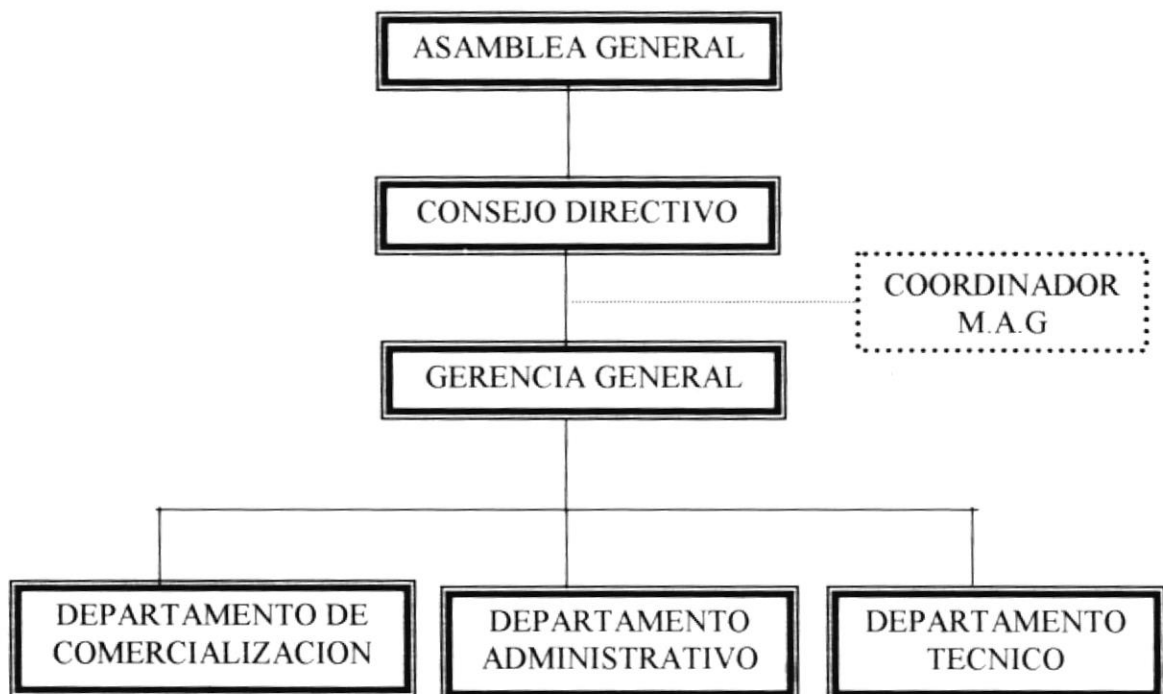 ASAMBLEA GENERAL
CONSEJO DIRECTIVO
COORDINADOR
M.A.G
GERENCIA GENERAL
DEPARTAMENTO DE
COMERCIALIZACION
DEPARTAMENTO
ADMINISTRATIVO
DEPARTAMENTO
TECNICO